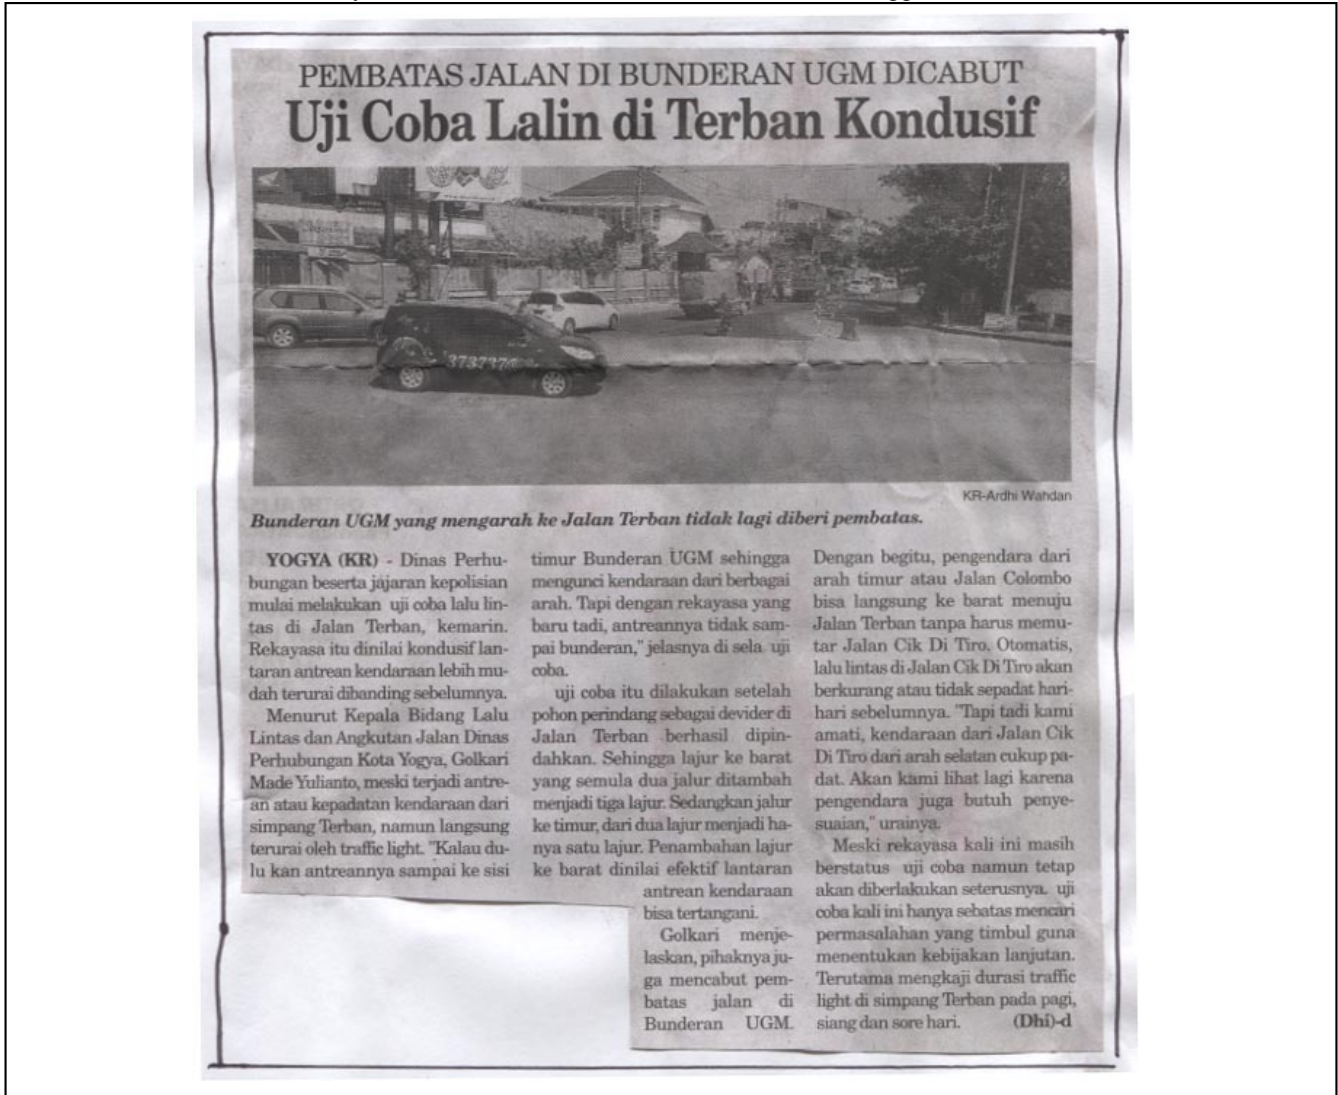 PEMBATAS JALAN DI BUNDERAN UGM DICABUT
Uji Coba Lalin di Terban Kondusif
373737
KR-Ardhi Wahdan
Bunderan UGM yang mengarah ke Jalan Terban tidak lagi diberi pembatas.
YOGYA (KR) - Dinas Perhu-
bungan beserta jajaran kepolisian
mulai melakukan uji coba lalu lin-
tas di Jalan Terban, kemarin.
Rekayasa itu dinilai kondusif lan-
taran antrean kendaraan lebih mu-
dah terurai dibanding sebelumnya.
Menurut Kepala Bidang Lalu
Lintas dan Angkutan Jalan Dinas
Perhubungan Kota Yogya, Golkari
Made Yulianto, meski terjadi antre-
an atau kepadatan kendaraan dari
simpang Terban, namun langsung
terurai oleh traffic light. "Kalau du-
lu kan antreannya sampai ke sisi
timur Bunderan UGM sehingga
mengunci kendaraan dari berbagai
arah. Tapi dengan rekayasa yang
baru tadi, antreannya tidak sam-
pai bunderan," jelasnya di sela uji
coba.
uji coba itu dilakukan setelah
pohon perindang sebagai devider di
Jalan Terban berhasil dipin-
dahkan. Sehingga lajur ke barat
yang semula dua jalur ditambah
menjadi tiga lajur. Sedangkan jalur
ke timur, dari dua lajur menjadi ha-
nya satu lajur. Penambahan lajur
ke barat dinilai efektif lantaran
antrean kendaraan
bisa tertangani.
Golkari menje-
laskan, pihaknya ju-
ga mencabut pem-
batas jalan di
Bunderan UGM.
Dengan begitu, pengendara dari
arah timur atau Jalan Colombo
bisa langsung ke barat menuju
Jalan Terban tanpa harus memu-
tar Jalan Cik Di Tiro. Otomatis,
lalu lintas di Jalan Cik Di Tiro akan
berkurang atau tidak sepadat hari-
hari sebelumnya. "Tapi tadi kami
amati, kendaraan dari Jalan Cik
Di Tiro dari arah selatan cukup pa-
dat. Akan kami lihat lagi karena
pengendara juga butuh penye-
suaian," urainya.
Meski rekayasa kali ini masih
berstatus uji coba namun tetap
akan diberlakukan seterusnya. uji
coba kali ini hanya sebatas mencari
permasalahan yang timbul guna
menentukan kebijakan lanjutan.
Terutama mengkaji durasi traffic
light di simpang Terban pada pagi,
siang dan sore hari. (Dhi)-d